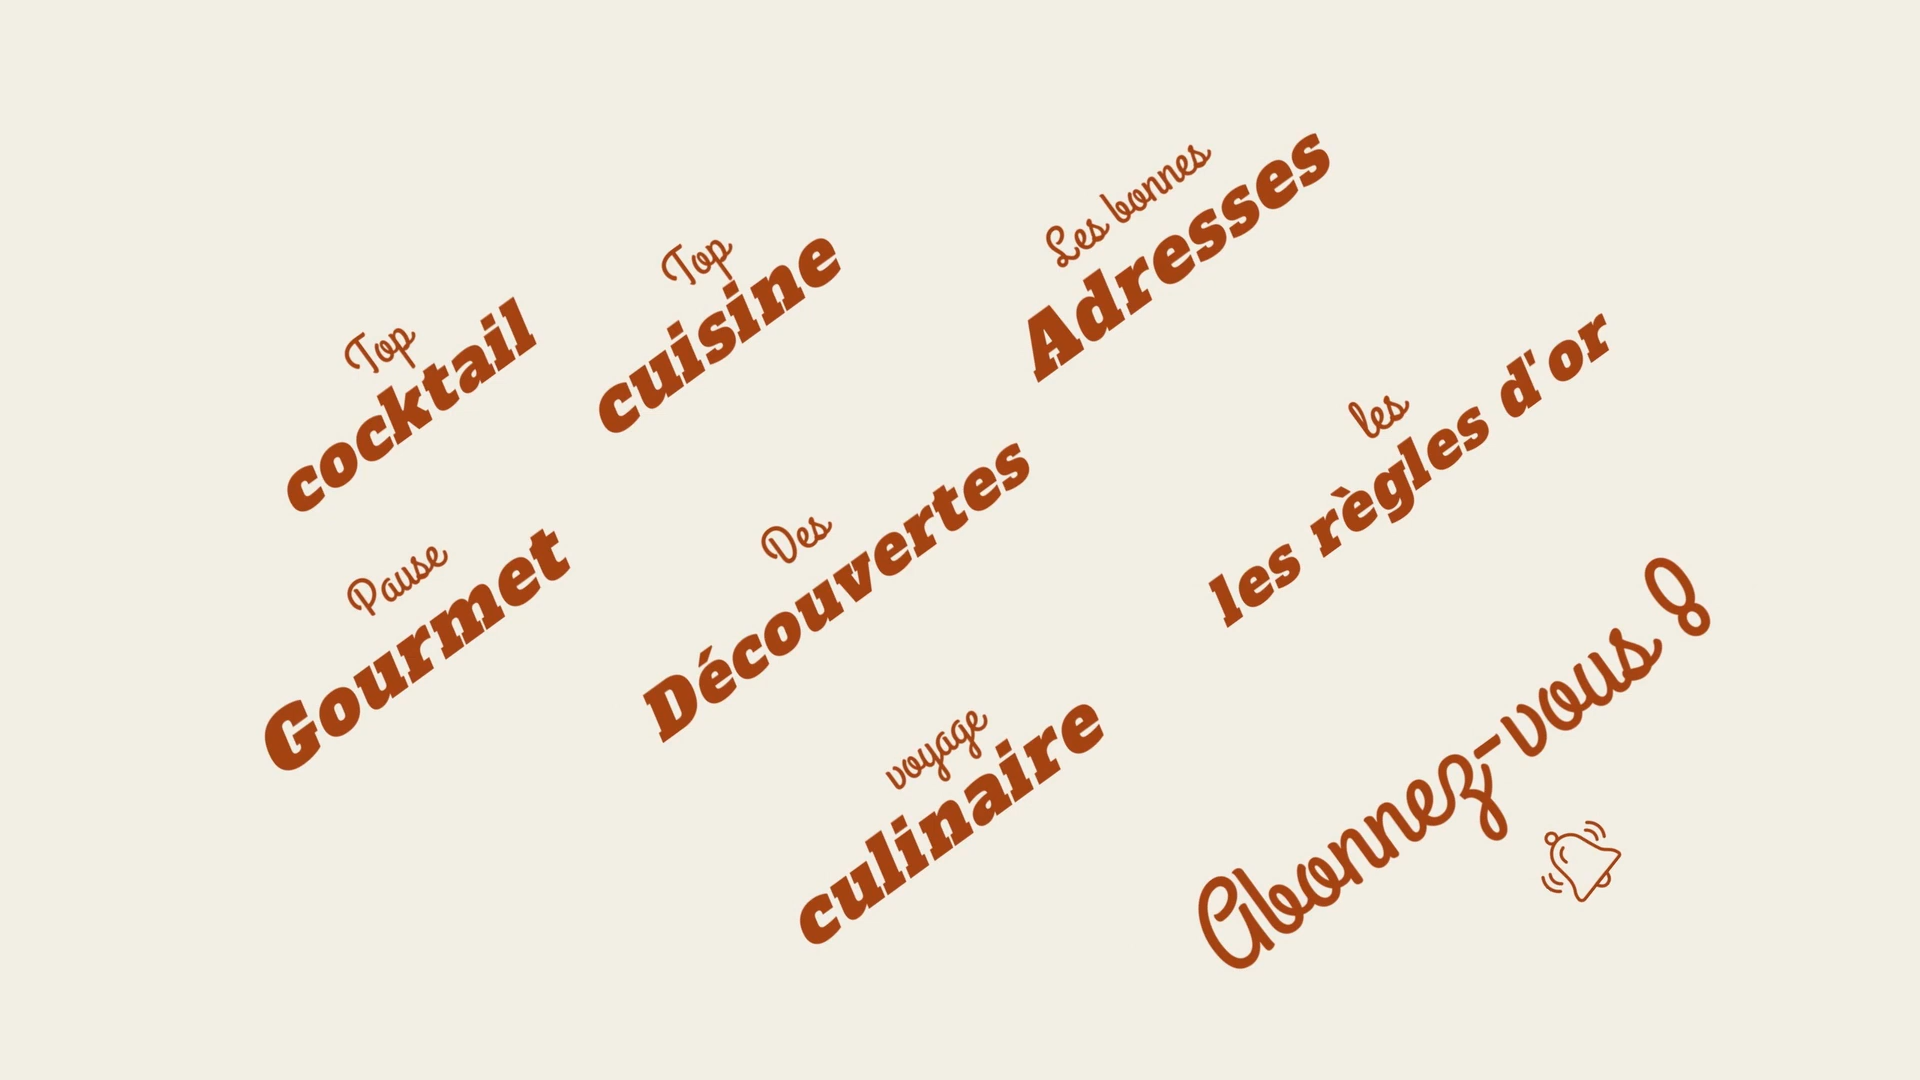 Top
cocktail
Top
cuisine
Les bonnes
Adresses
Pause
Gourmet
Des
Découvertes
les
les règles d'or
voyage
culinaire
Abonnez-vous !